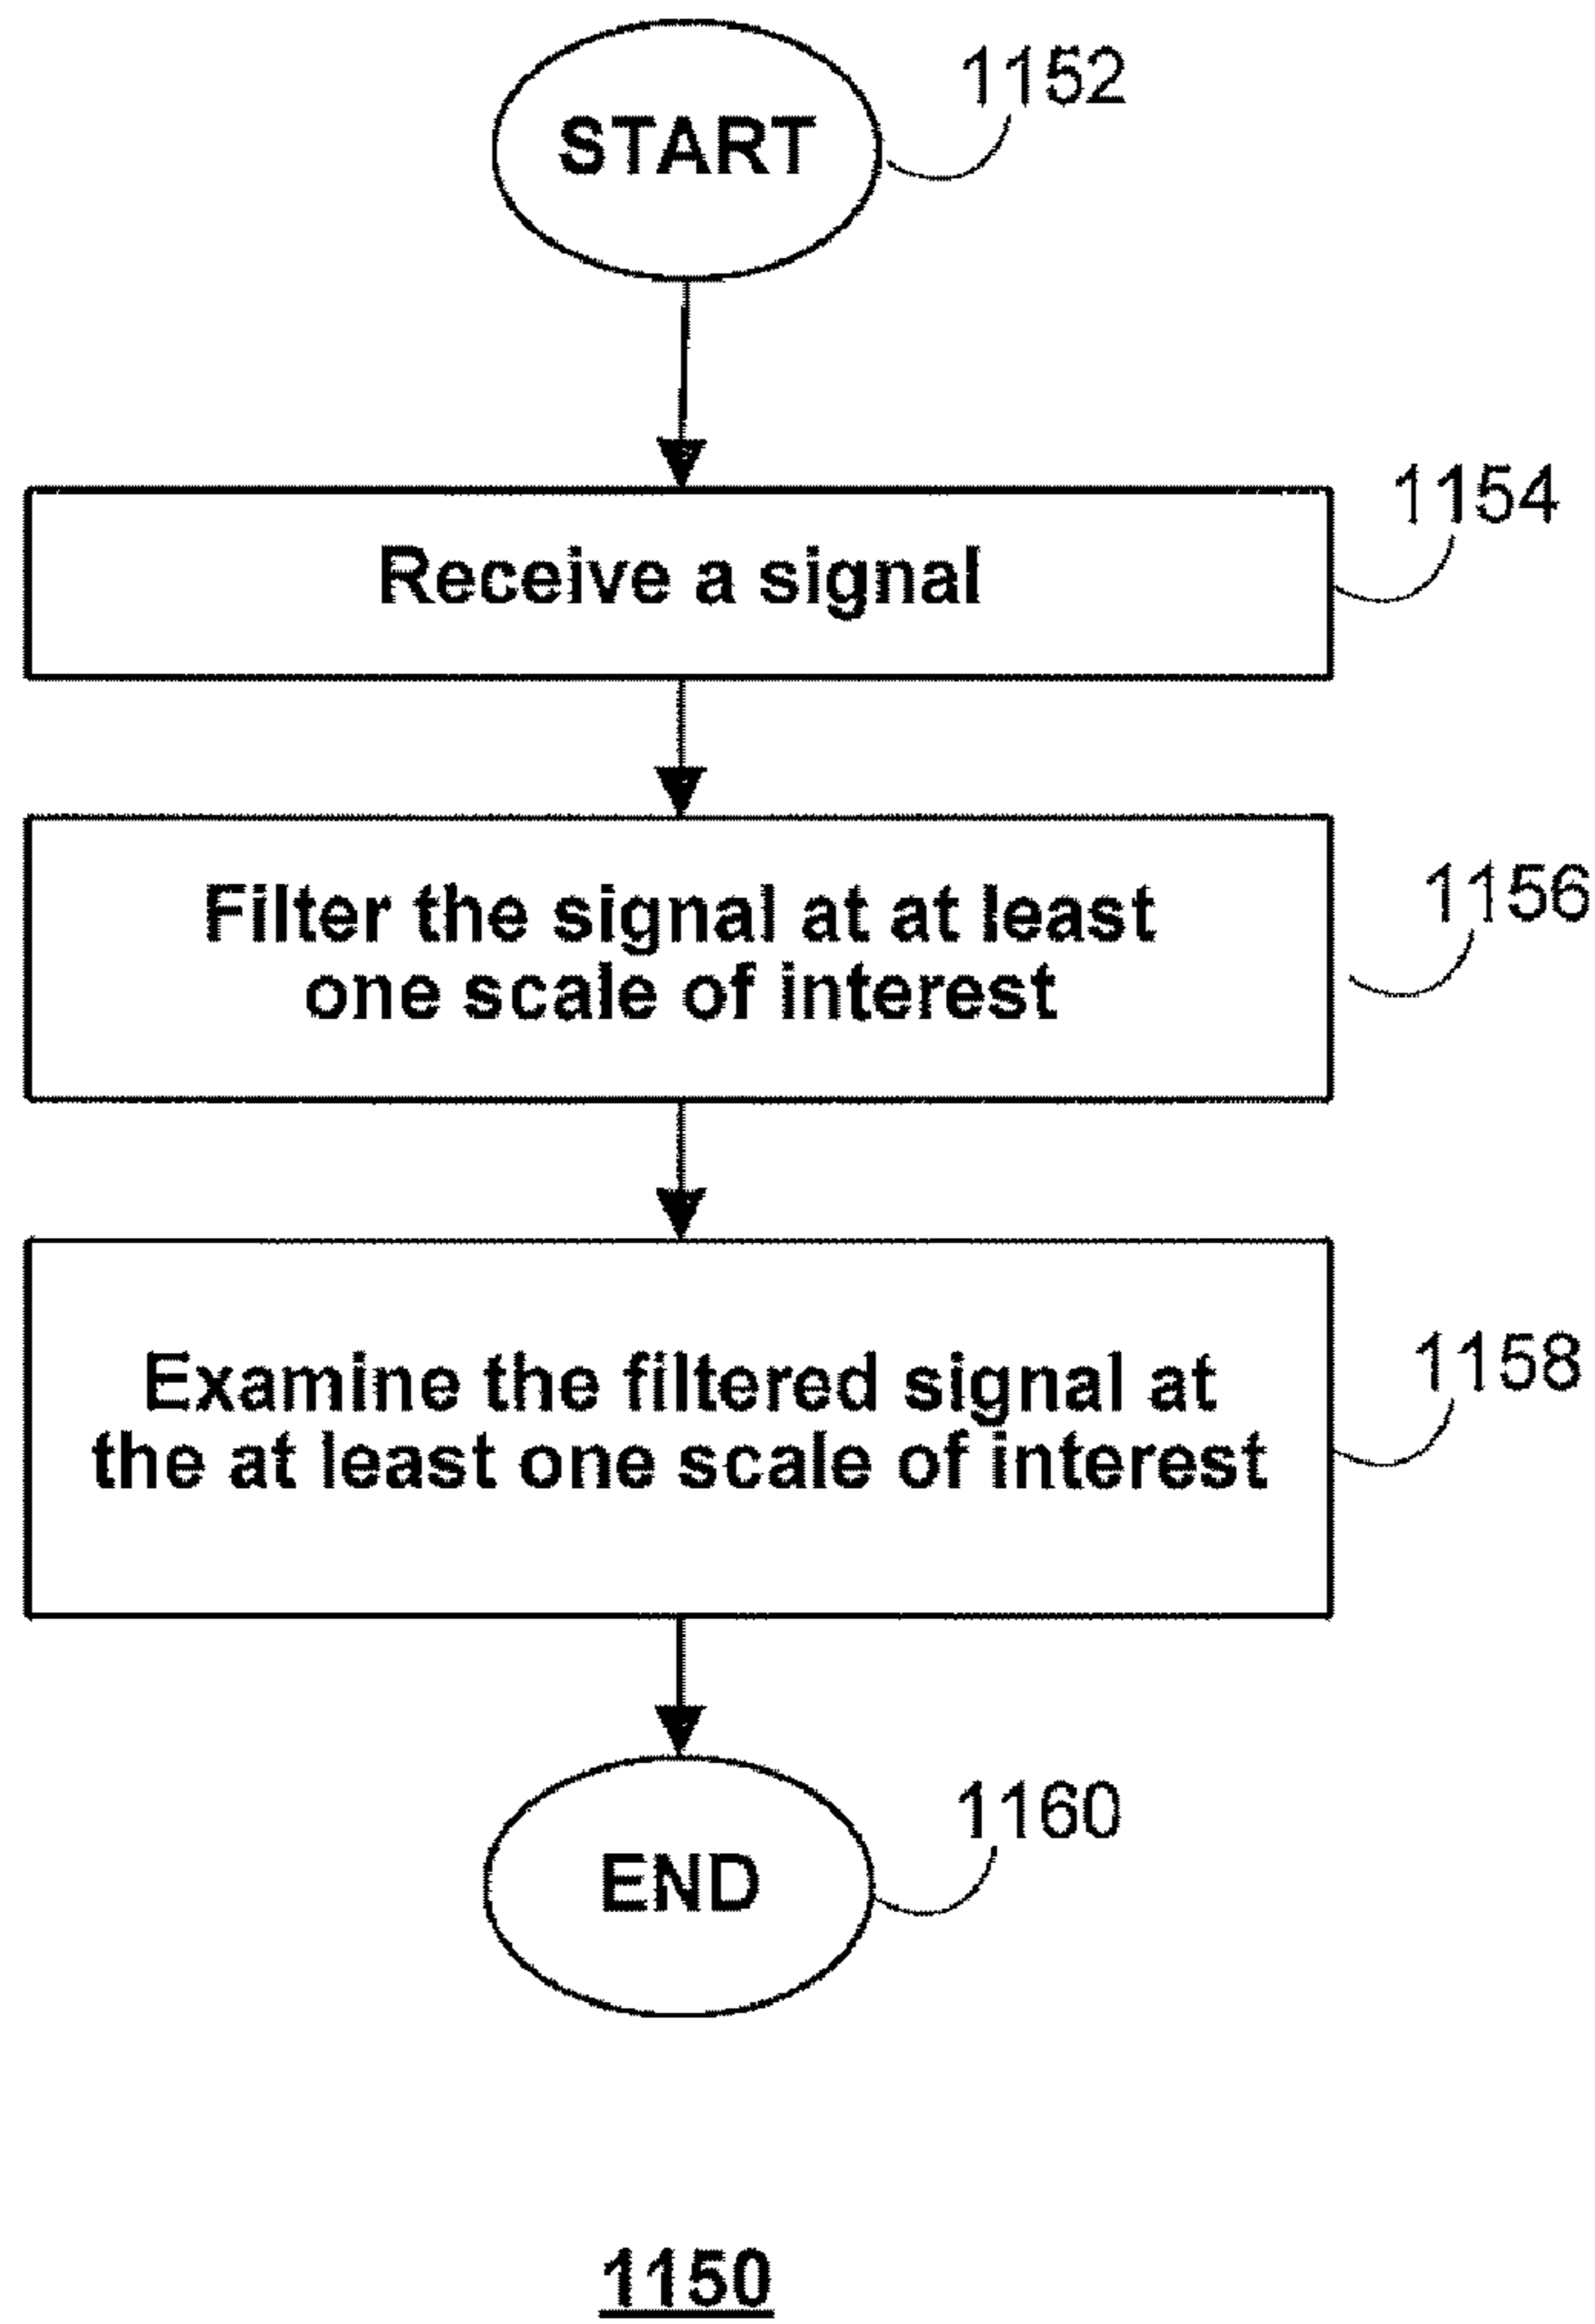 START
1152
Receive a signal
1154
Filter the signal at at least
one scale of interest
1156
Examine the filtered signal at
the at least one scale of interest
1158
END
1160
1150